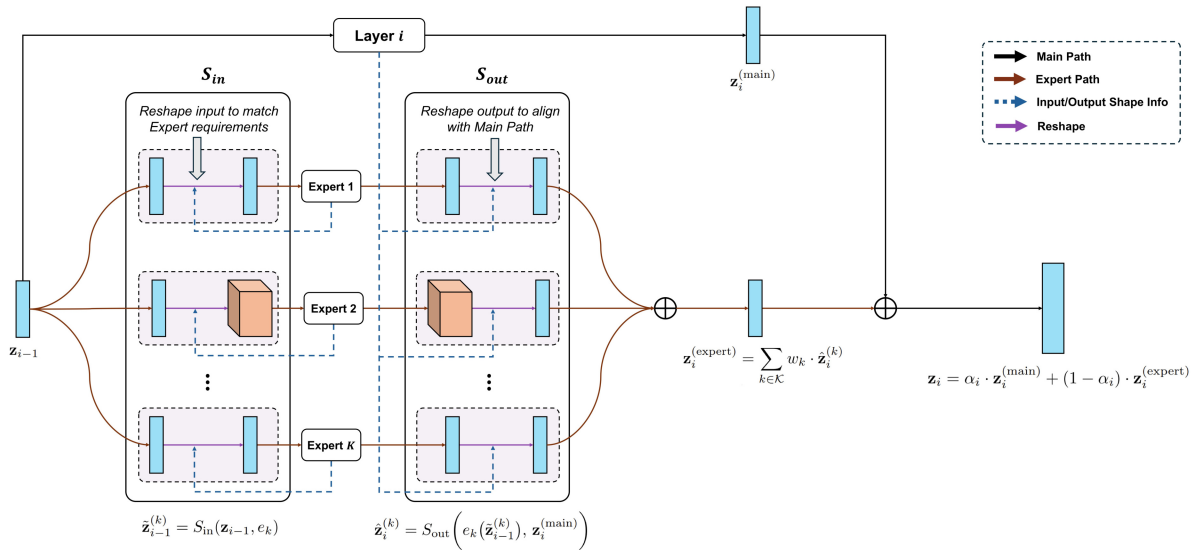 Layer i
z_i^(main)
S_in
S_out
Reshape input to match
Expert requirements
Reshape output to align
with Main Path
Main Path
Expert Path
Input/Output Shape Info
Reshape
Expert 1
Expert 2
⋮ ⋮ ⋮
Expert K
z_{i−1}
z_i^(expert) = ∑_{k∈𝒦} w_k · ẑ_i^(k)
z_i = α_i · z_i^(main) + (1 − α_i) · z_i^(expert)
z̃_{i−1}^(k) = S_in(z_{i−1}, e_k)
ẑ_i^(k) = S_out(e_k(z̃_{i−1}^(k)), z_i^(main))